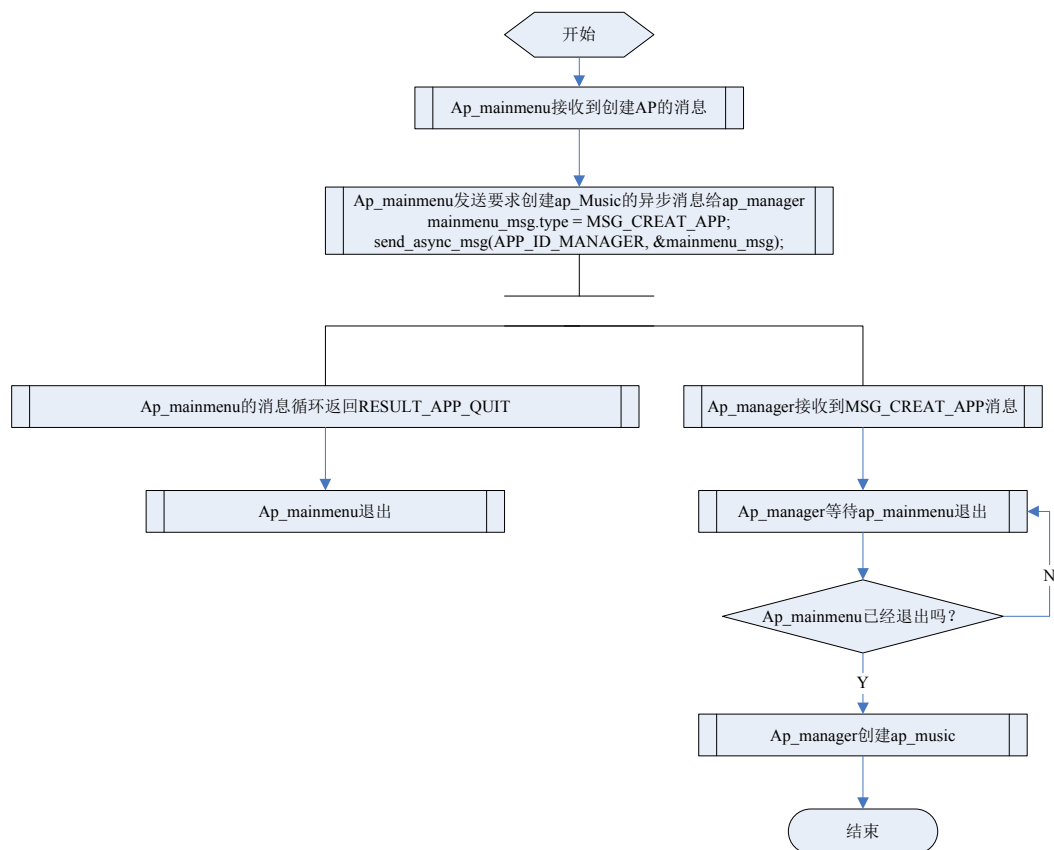 开始
Ap_mainmenu接收到创建AP的消息
Ap_mainmenu发送要求创建ap_Music的异步消息给ap_manager
mainmenu_msg.type = MSG_CREAT_APP;
send_async_msg(APP_ID_MANAGER, &mainmenu_msg);
Ap_mainmenu的消息循环返回RESULT_APP_QUIT
Ap_manager接收到MSG_CREAT_APP消息
Ap_mainmenu退出
Ap_manager等待ap_mainmenu退出
N
Ap_mainmenu已经退出吗？
Y
Ap_manager创建ap_music
结束